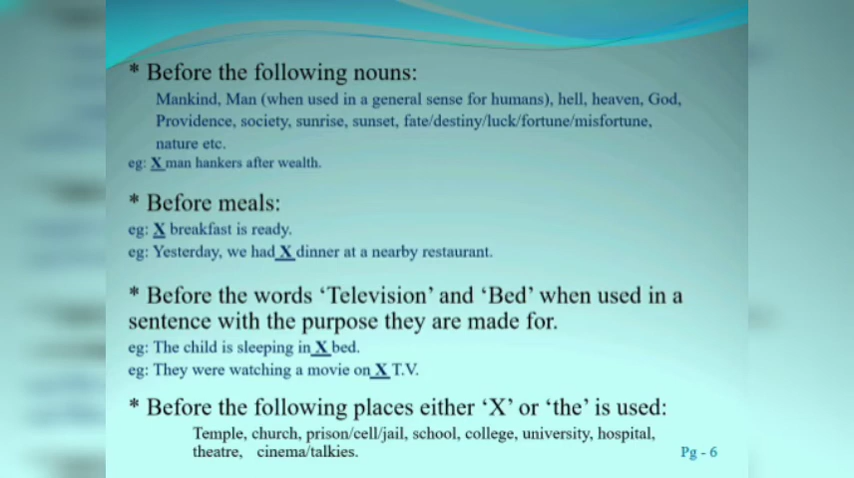 * Before the following nouns:
Mankind, Man (when used in a general sense for humans), hell, heaven, God,
Providence, society, sunrise, sunset, fate/destiny/luck/fortune/misfortune,
nature etc.
eg: X man hankers after wealth.
* Before meals:
eg: X breakfast is ready.
eg: Yesterday, we had X dinner at a nearby restaurant.
* Before the words ‘Television’ and ‘Bed’ when used in a
sentence with the purpose they are made for.
eg: The child is sleeping in X bed.
eg: They were watching a movie on X T.V.
* Before the following places either ‘X’ or ‘the’ is used:
Temple, church, prison/cell/jail, school, college, university, hospital,
theatre, cinema/talkies.
Pg - 6